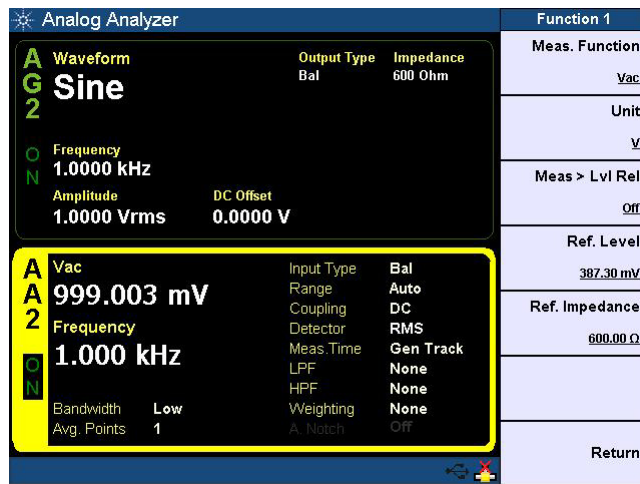 Analog Analyzer
Function 1
AG2
ON
Waveform
Sine
Output Type Impedance
Bal 600 Ohm
Frequency
1.0000 kHz
Amplitude DC Offset
1.0000 Vrms 0.0000 V
AA2
ON
Vac
999.003 mV
Frequency
1.000 kHz
Bandwidth Low
Avg. Points 1
Input Type Bal
Range Auto
Coupling DC
Detector RMS
Meas.Time Gen Track
LPF None
HPF None
Weighting None
A. Notch Off
Meas. Function
Vac
Unit
V
Meas > Lvl Rel
Off
Ref. Level
387.30 mV
Ref. Impedance
600.00 Ω
Return